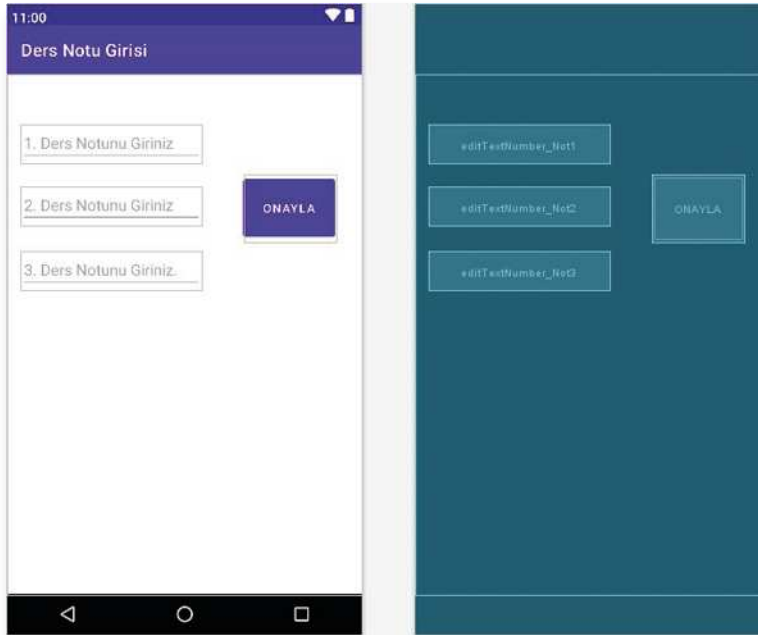 11:00
Ders Notu Girisi
1. Ders Notunu Giriniz
2. Ders Notunu Giriniz
ONAYLA
3. Ders Notunu Giriniz.
editTextNumber_Not1
editTextNumber_Not2
ONAYLA
editTextNumber_Not3